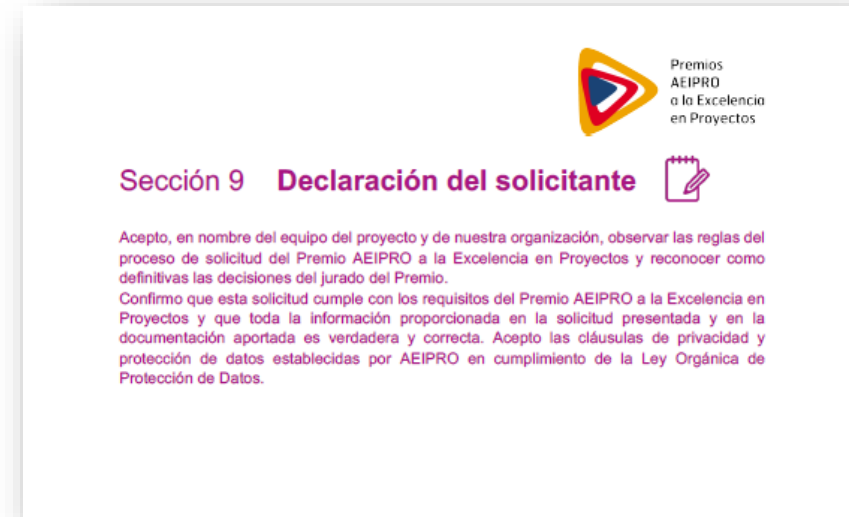 Premios
AEIPRO
a la Excelencia
en Proyectos
Sección 9 Declaración del solicitante
Acepto, en nombre del equipo del proyecto y de nuestra organización, observar las reglas del
proceso de solicitud del Premio AEIPRO a la Excelencia en Proyectos y reconocer como
definitivas las decisiones del jurado del Premio.
Confirmo que esta solicitud cumple con los requisitos del Premio AEIPRO a la Excelencia en
Proyectos y que toda la información proporcionada en la solicitud presentada y en la
documentación aportada es verdadera y correcta. Acepto las cláusulas de privacidad y
protección de datos establecidas por AEIPRO en cumplimiento de la Ley Orgánica de
Protección de Datos.